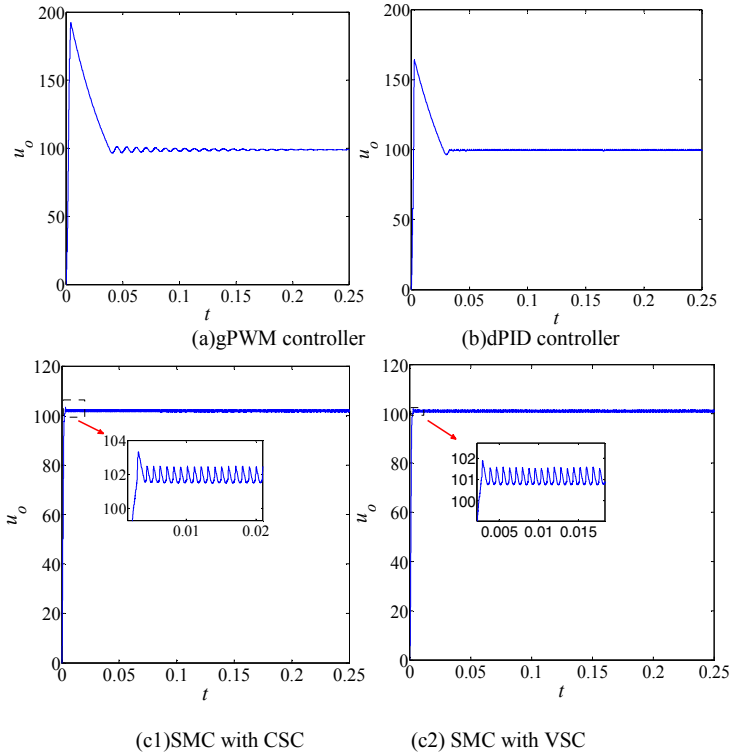 200
150
100
50
0
0 0.05 0.1 0.15 0.2 0.25
u_o
t
(a)gPWM controller
200
150
100
50
0
0 0.05 0.1 0.15 0.2 0.25
u_o
t
(b)dPID controller
120
100
80
60
40
20
0
0 0.05 0.1 0.15 0.2 0.25
u_o
t
104
102
100
0.01 0.02
(c1)SMC with CSC
120
100
80
60
40
20
0
0 0.05 0.1 0.15 0.2 0.25
u_o
t
102
101
100
0.005 0.01 0.015
(c2) SMC with VSC